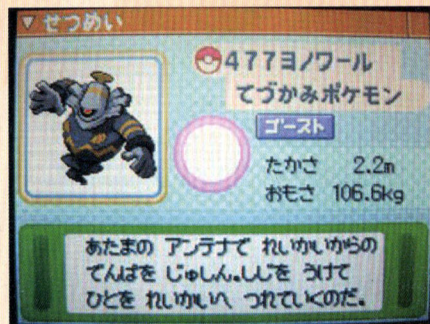 せつめい
477ヨノワール
てづかみポケモン
ゴースト
たかさ 2.2m
おもさ 106.6kg
あたまの アンテナで れいかいからの
でんぱを じゅしん。しじを うけて
ひとを れいかいへ つれていくのだ。